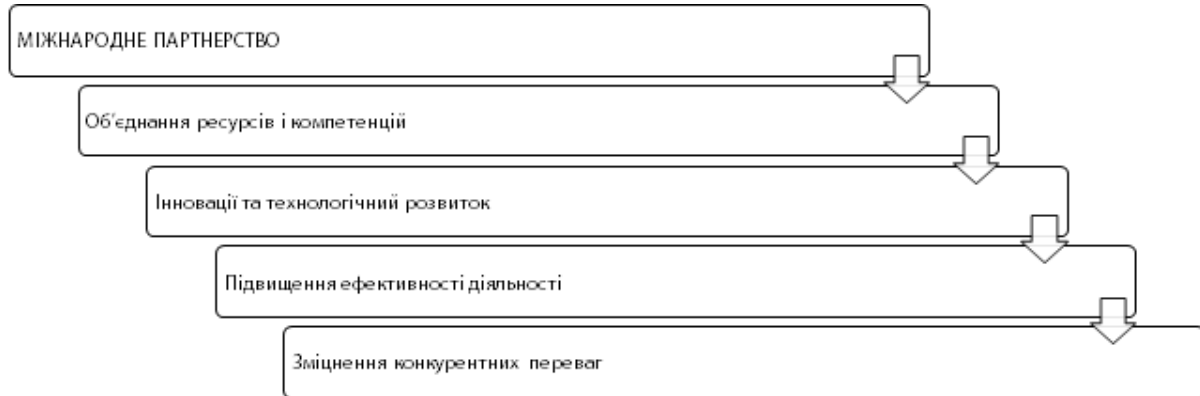 МІЖНАРОДНЕ ПАРТНЕРСТВО
Об'єднання ресурсів і компетенцій
Інновації та технологічний розвиток
Підвищення ефективності діяльності
Зміцнення конкурентних переваг